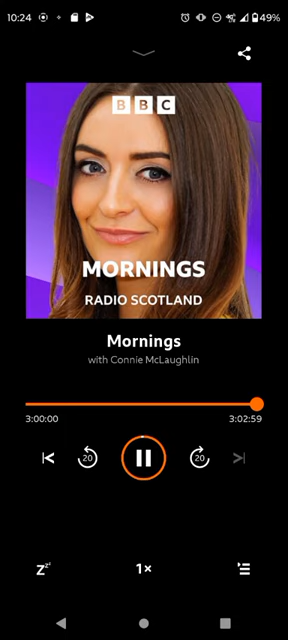 10:24
49%
BBC
MORNINGS
RADIO SCOTLAND
Mornings
with Connie McLaughlin
3:00:00 3:02:59
20 20
zzz 1×